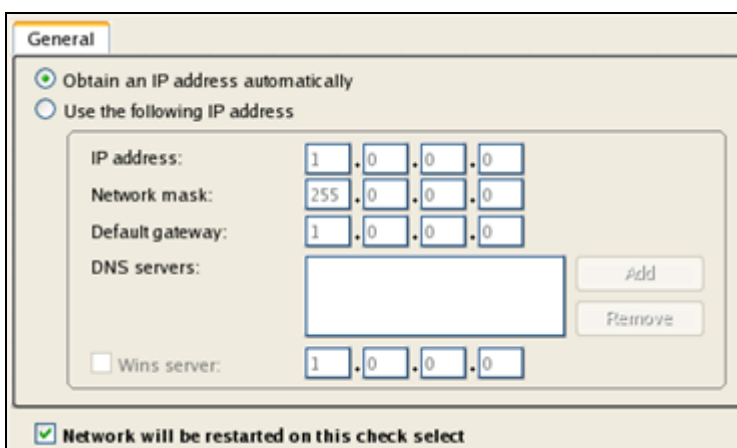 General
Obtain an IP address automatically
Use the following IP address
IP address: 1 . 0 . 0 . 0
Network mask: 255 . 0 . 0 . 0
Default gateway: 1 . 0 . 0 . 0
DNS servers:
Add
Remove
Wins server: 1 . 0 . 0 . 0
Network will be restarted on this check select